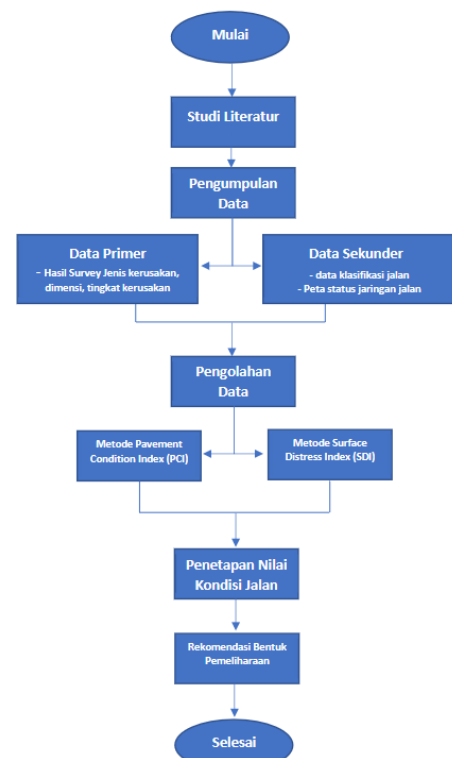 Mulai
Studi Literatur
Pengumpulan
Data
Data Primer
- Hasil Survey Jenis kerusakan,
dimensi, tingkat kerusakan
Data Sekunder
- data klasifikasi jalan
- Peta status jaringan jalan
Pengolahan
Data
Metode Pavement
Condition Index (PCI)
Metode Surface
Distress Index (SDI)
Penetapan Nilai
Kondisi Jalan
Rekomendasi Bentuk
Pemeliharaan
Selesai